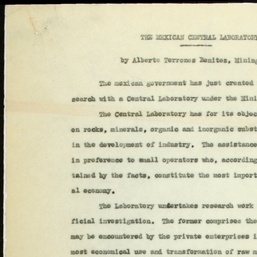 THE MEXICAN CENTRAL LABORATORY
by Alberto Terrones Benites, Mining
The mexican government has just created
search with a Central Laboratory under the Mini
The Central Laboratory has for its objec
on rocks, minerals, organic and inorganic subst
in the development of industry. The assistance
in preference to small operators who, according
tained by the facts, constitute the most import
al economy.
The Laboratory undertakes research work
ficial investigation. The former comprises the
may be encountered by the private enterprises i
most economical use and transformation of raw m